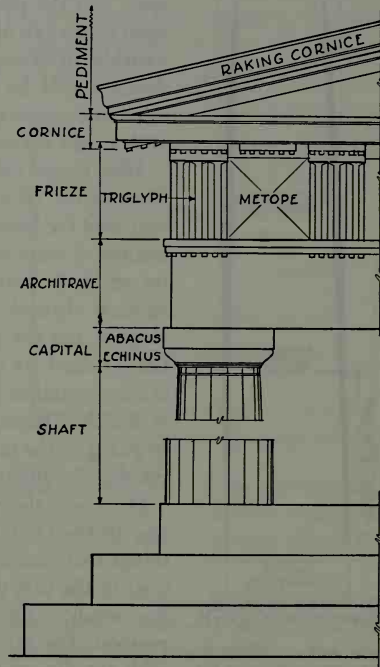 PEDIMENT
RAKING CORNICE
CORNICE
FRIEZE
TRIGLYPH
METOPE
ARCHITRAVE
CAPITAL
ABACUS
ECHINUS
SHAFT